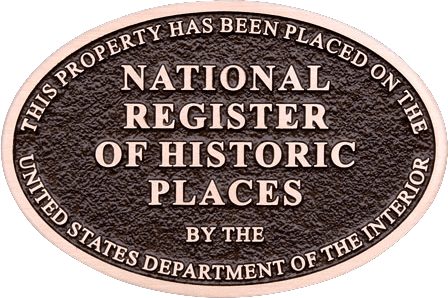 THIS PROPERTY HAS BEEN PLACED ON THE
NATIONAL
REGISTER
OF HISTORIC
PLACES
BY THE
UNITED STATES DEPARTMENT OF THE INTERIOR